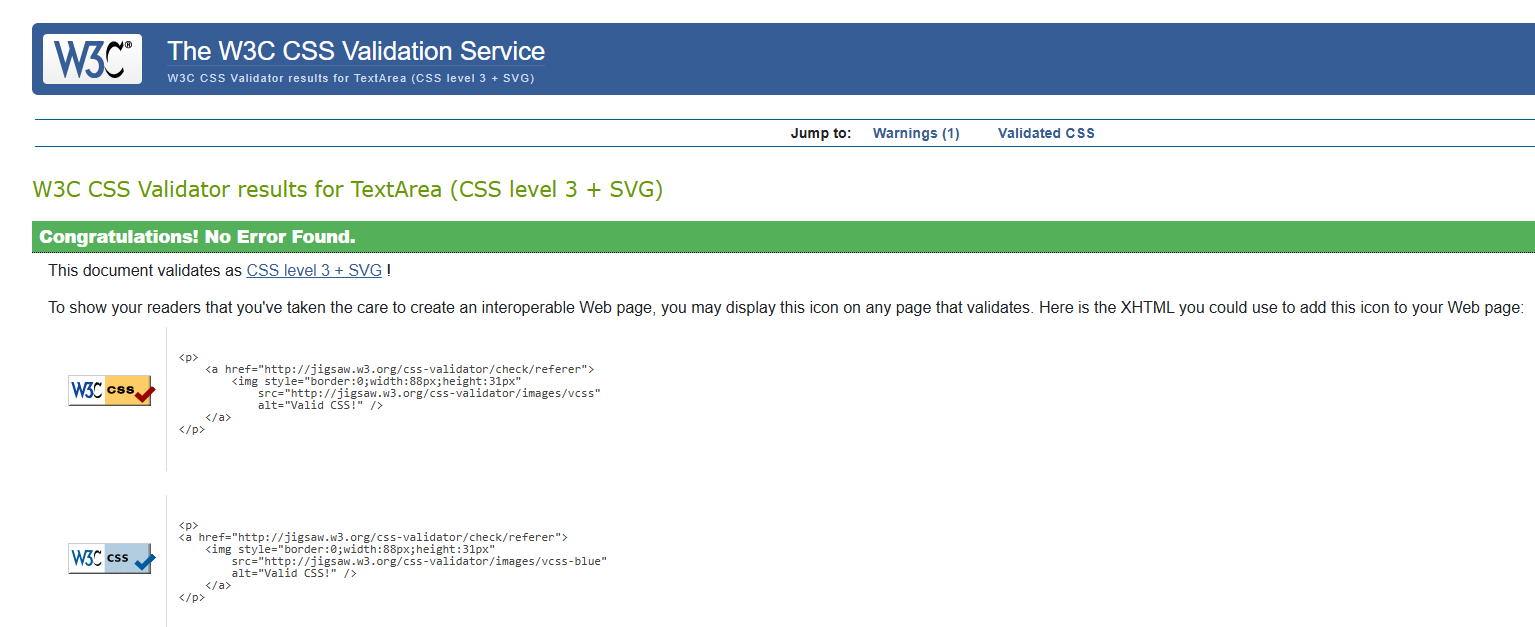 W3C®
The W3C CSS Validation Service
W3C CSS Validator results for TextArea (CSS level 3 + SVG)
Jump to: Warnings (1) Validated CSS
W3C CSS Validator results for TextArea (CSS level 3 + SVG)
Congratulations! No Error Found.
This document validates as CSS level 3 + SVG !
To show your readers that you've taken the care to create an interoperable Web page, you may display this icon on any page that validates. Here is the XHTML you could use to add this icon to your Web page:
W3C css
<p>
<a href="http://jigsaw.w3.org/css-validator/check/referer">
<img style="border:0;width:88px;height:31px"
src="http://jigsaw.w3.org/css-validator/images/vcss"
alt="Valid CSS!" />
</a>
</p>
W3C css
<p>
<a href="http://jigsaw.w3.org/css-validator/check/referer">
<img style="border:0;width:88px;height:31px"
src="http://jigsaw.w3.org/css-validator/images/vcss-blue"
alt="Valid CSS!" />
</a>
</p>